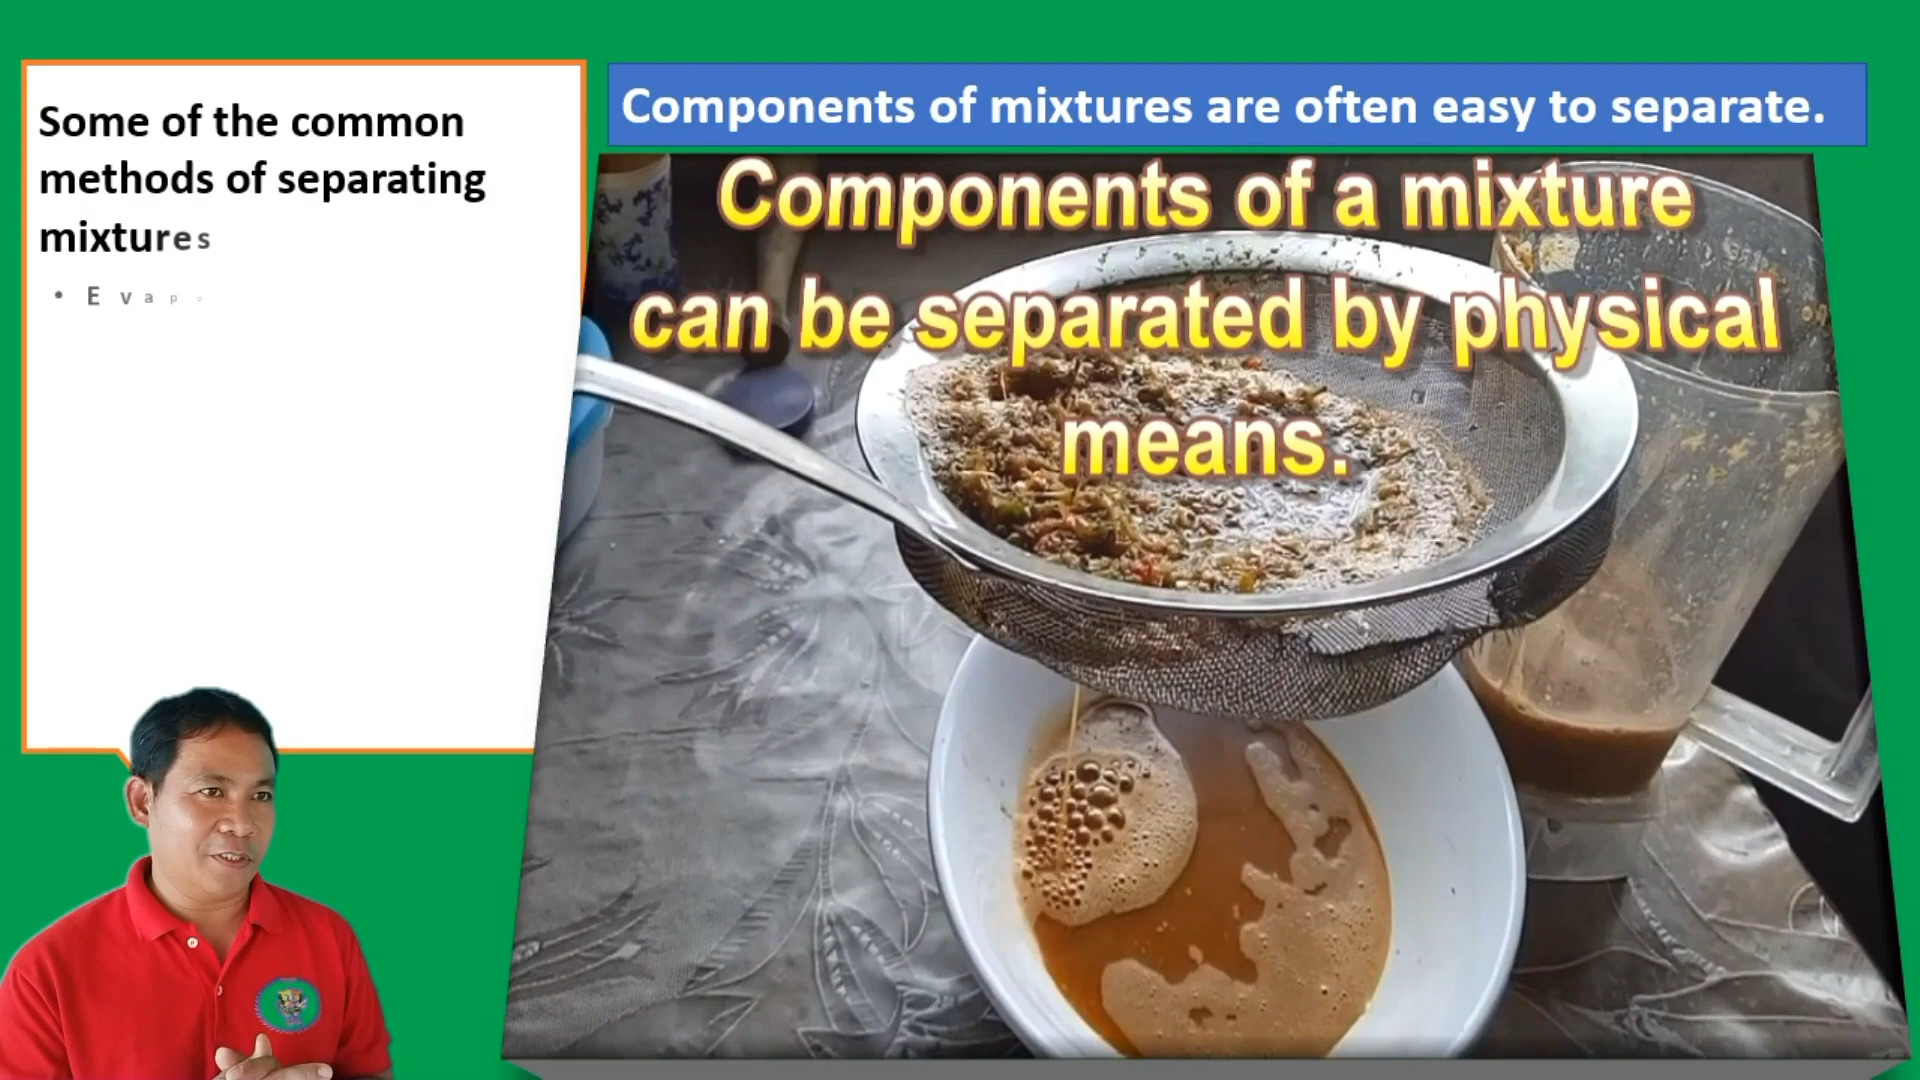 Some of the common
methods of separating
mixtures
• E v a p o
Components of mixtures are often easy to separate.
Components of a mixture
can be separated by physical
means.